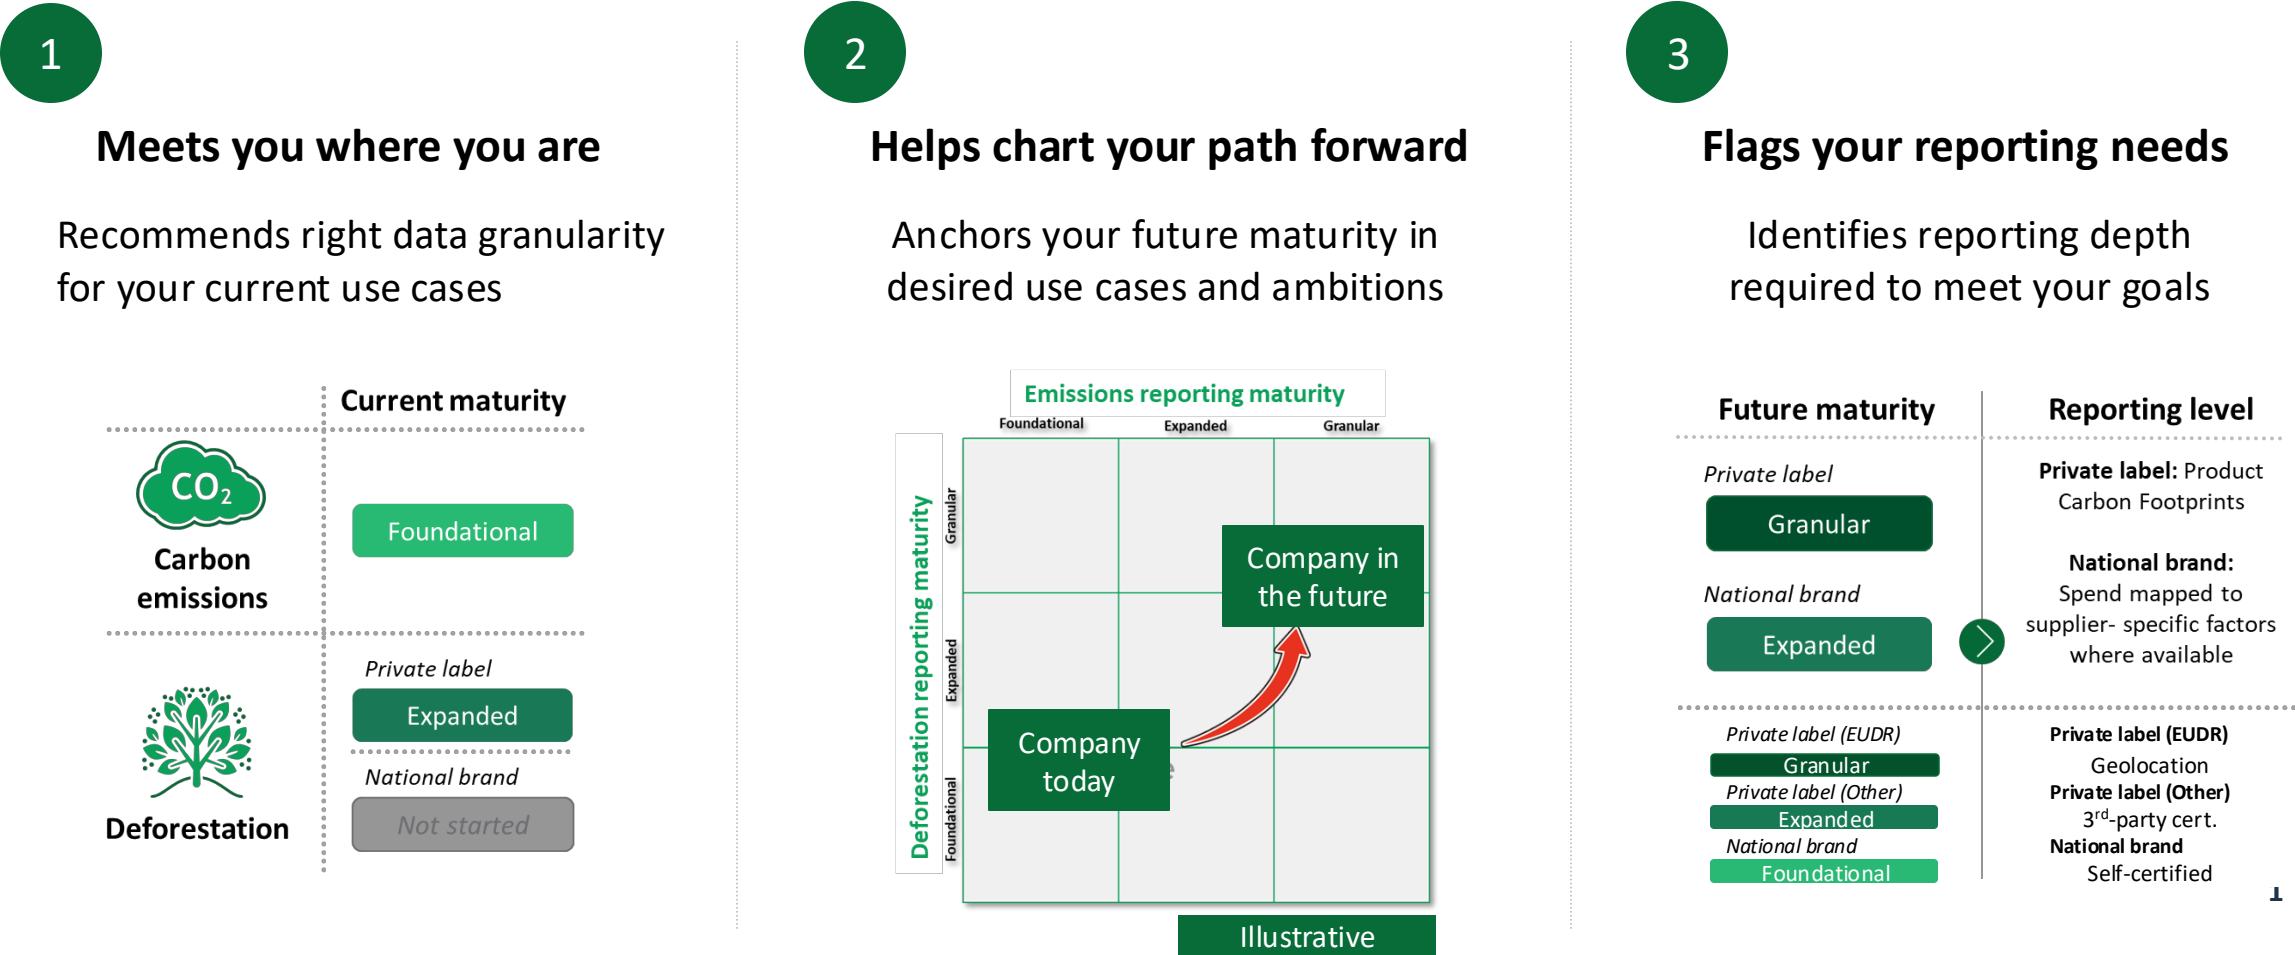 1
Meets you where you are
Recommends right data granularity
for your current use cases
Current maturity
CO2
Carbon
emissions
Foundational
Private label
Expanded
National brand
Not started
Deforestation
2
Helps chart your path forward
Anchors your future maturity in
desired use cases and ambitions
Emissions reporting maturity
Foundational
Expanded
Granular
Deforestation reporting maturity
Granular
Expanded
Foundational
Company in
the future
Company
today
Illustrative
3
Flags your reporting needs
Identifies reporting depth
required to meet your goals
Future maturity
Reporting level
Private label
Granular
National brand
Expanded
Private label: Product
Carbon Footprints
National brand:
Spend mapped to
supplier- specific factors
where available
Private label (EUDR)
Granular
Private label (Other)
Expanded
National brand
Foundational
Private label (EUDR)
Geolocation
Private label (Other)
3rd-party cert.
National brand
Self-certified
1